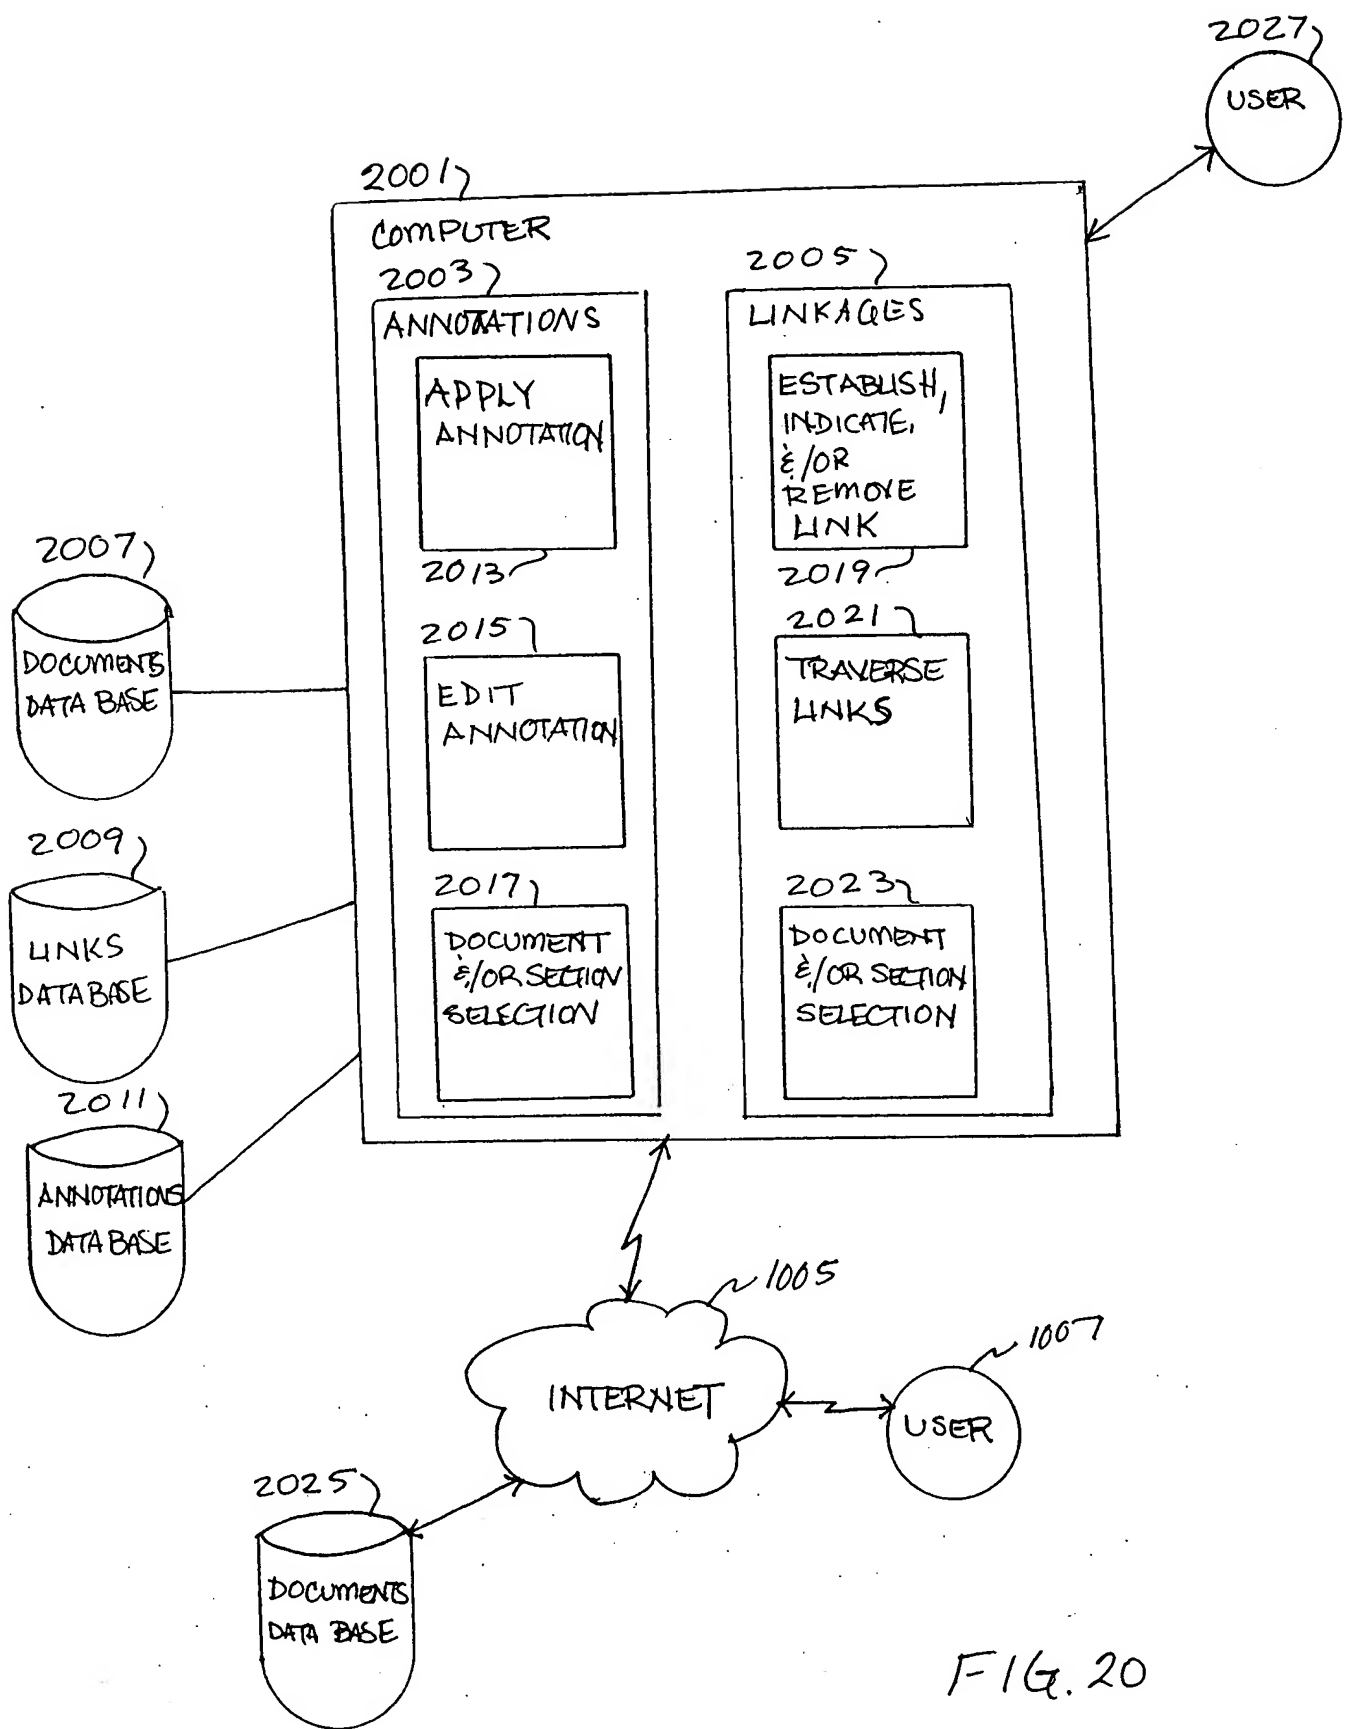 2027
USER
2001
COMPUTER
2003
ANNOTATIONS
APPLY
ANNOTATION
2013
2015
EDIT
ANNOTATION
2017
DOCUMENT
&/OR SECTION
SELECTION
2005
LINKAGES
ESTABLISH,
INDICATE,
&/OR
REMOVE
LINK
2019
2021
TRAVERSE
LINKS
2023
DOCUMENT
&/OR SECTION
SELECTION
2007
DOCUMENTS
DATA BASE
2009
LINKS
DATABASE
2011
ANNOTATIONS
DATABASE
1005
INTERNET
1007
USER
2025
DOCUMENTS
DATA BASE
FIG. 20